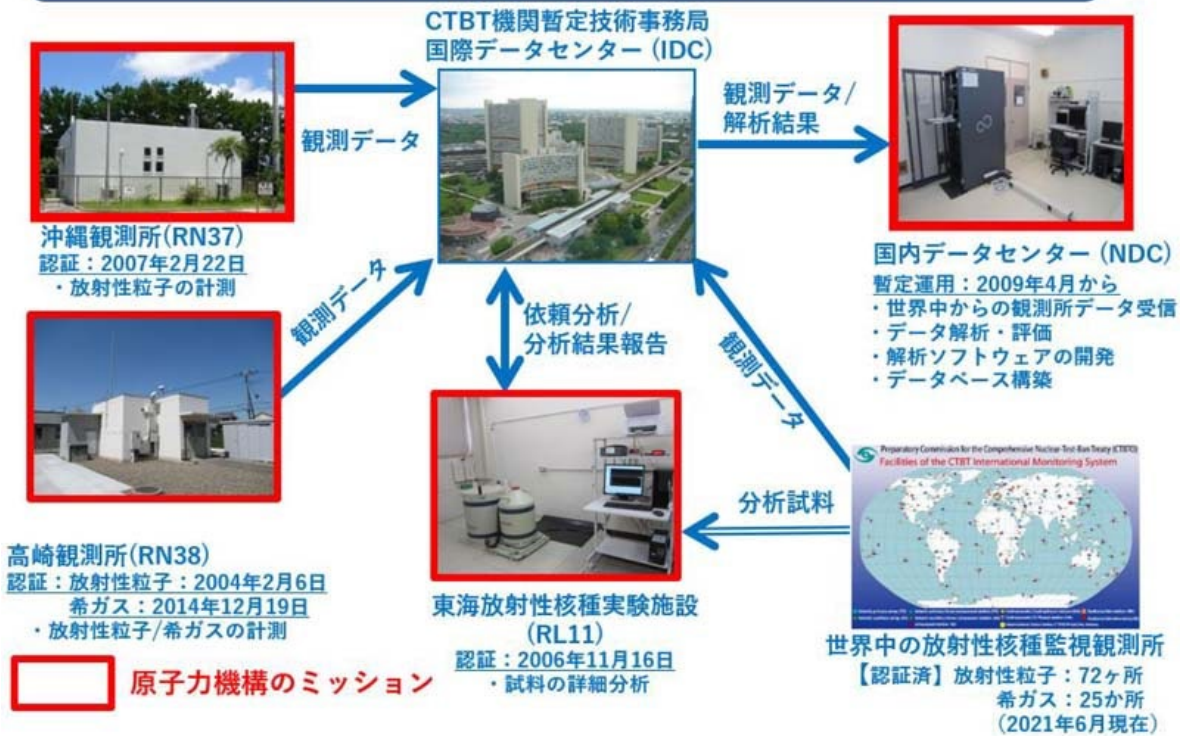 CTBT機関暫定技術事務局
国際データセンター (IDC)
観測データ
観測データ/
解析結果
沖縄観測所(RN37)
認証：2007年2月22日
・放射性粒子の計測
国内データセンター (NDC)
暫定運用：2009年4月から
・世界中からの観測所データ受信
・データ解析・評価
・解析ソフトウェアの開発
・データベース構築
観測データ
依頼分析/
分析結果報告
観測データ
高崎観測所(RN38)
認証：放射性粒子：2004年2月6日
希ガス：2014年12月19日
・放射性粒子/希ガスの計測
分析試料
Preparatory Commission for the Comprehensive Nuclear-Test-Ban Treaty (CTBTO)
Facilities of the CTBT International Monitoring System
東海放射性核種実験施設
(RL11)
認証：2006年11月16日
・試料の詳細分析
世界中の放射性核種監視観測所
【認証済】放射性粒子：72ヶ所
希ガス：25か所
(2021年6月現在)
原子力機構のミッション